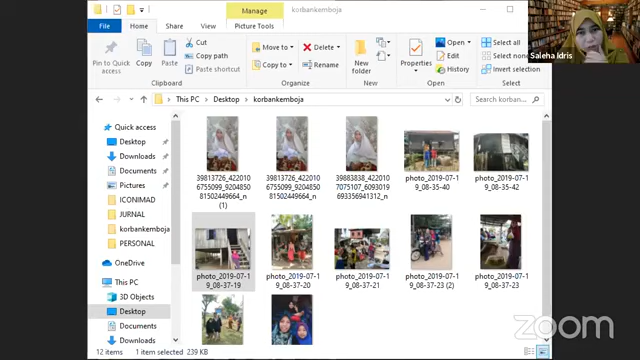 Manage
korbankemboja
File
Home
Share
View
Picture Tools
Pin to Quick access
Copy
Paste
Cut
Copy path
Paste shortcut
Move to
Copy to
Delete
Rename
New folder
Properties
Open
Edit
History
Select all
Select none
Invert selection
Clipboard
Organize
New
Open
Select
This PC
Desktop
korbankemboja
Search korban...
Quick access
Desktop
Downloads
Documents
Pictures
ICONIMAD
JURNAL
korbankemboja
PERSONAL
OneDrive
This PC
3D Objects
Desktop
Documents
Downloads
39813726_422010
6755099_9204850
81502449664_n
(1)
39813726_422010
6755099_9204850
81502449664_n
39883838_422010
7075107_6093019
693356941312_n
photo_2019-07-1
9_08-35-40
photo_2019-07-1
9_08-35-42
photo_2019-07-1
9_08-37-19
photo_2019-07-1
9_08-37-20
photo_2019-07-1
9_08-37-21
photo_2019-07-1
9_08-37-23 (2)
photo_2019-07-1
9_08-37-23
12 items
1 item selected
239 KB
Saleha Idris
zoom